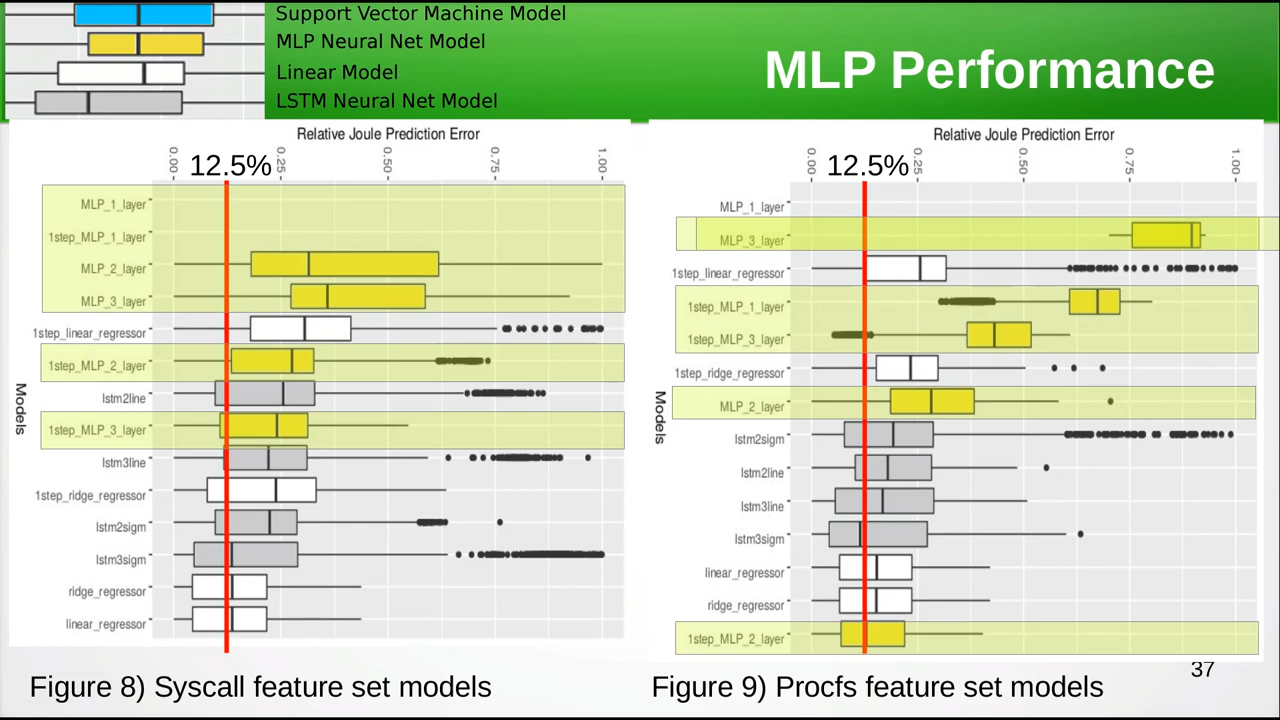 Support Vector Machine Model
MLP Neural Net Model
Linear Model
LSTM Neural Net Model
MLP Performance
Relative Joule Prediction Error
0.00
0.25
0.50
0.75
1.00
12.5%
Models
MLP_1_layer
1step_MLP_1_layer
MLP_2_layer
MLP_3_layer
1step_linear_regressor
1step_MLP_2_layer
lstm2line
1step_MLP_3_layer
lstm3line
1step_ridge_regressor
lstm2sigm
lstm3sigm
ridge_regressor
linear_regressor
Figure 8) Syscall feature set models
Relative Joule Prediction Error
0.00
0.25
0.50
0.75
1.00
12.5%
Models
MLP_1_layer
MLP_3_layer
1step_linear_regressor
1step_MLP_1_layer
1step_MLP_3_layer
1step_ridge_regressor
MLP_2_layer
lstm2sigm
lstm2line
lstm3line
lstm3sigm
linear_regressor
ridge_regressor
1step_MLP_2_layer
Figure 9) Procfs feature set models
37